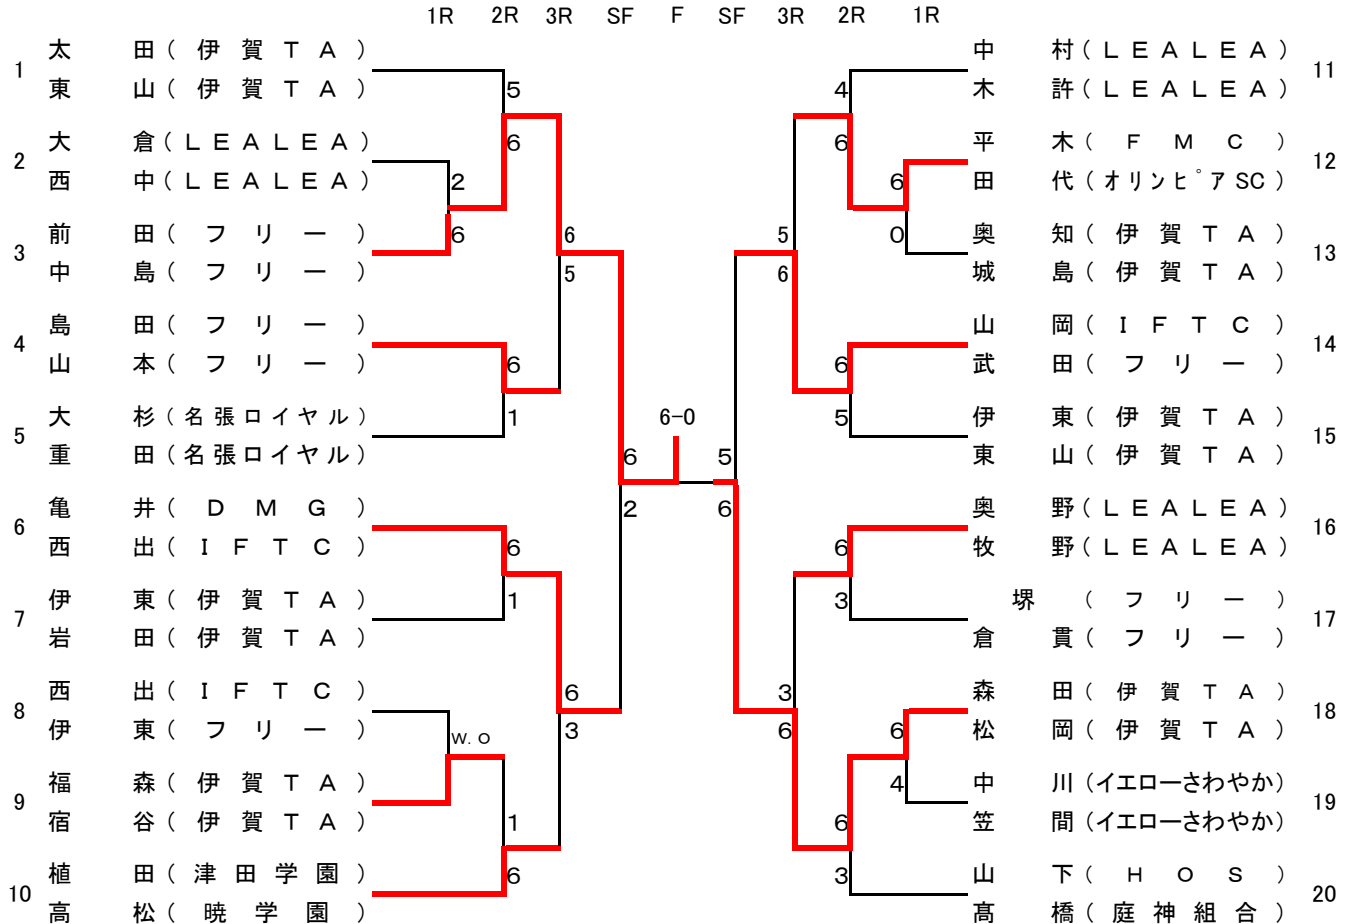 1R 2R 3R SF F SF 3R 2R 1R
1 太田(伊賀TA)
東山(伊賀TA)
2 大倉(LEALEA)
西中(LEALEA)
3 前田(フリー)
中島(フリー)
4 島田(フリー)
山本(フリー)
5 大杉(名張ロイヤル)
重田(名張ロイヤル)
6 亀井(DMG)
西出(IFTC)
7 伊東(伊賀TA)
岩田(伊賀TA)
8 西出(IFTC)
伊東(フリー)
9 福森(伊賀TA)
宿谷(伊賀TA)
10 植田(津田学園)
高松(暁学園)
5
6
2
6
6
5
6
1
6
2
6
1
6
3
W.O
1
6
6-0
4
6
6
0
5
6
6
5
5
6
6
3
3
6
6
4
6
3
中村(LEALEA) 11
木許(LEALEA)
平木(FMC) 12
田代(オリンピアSC)
奥知(伊賀TA) 13
城島(伊賀TA)
山岡(IFTC) 14
武田(フリー)
伊東(伊賀TA) 15
東山(伊賀TA)
奥野(LEALEA) 16
牧野(LEALEA)
堺(フリー) 17
倉貫(フリー)
森田(伊賀TA) 18
松岡(伊賀TA)
中川(イエローさわやか) 19
笠間(イエローさわやか)
山下(HOS) 20
髙橋(庭神組合)